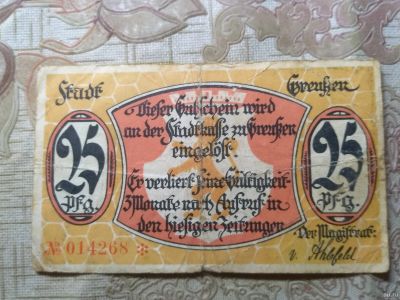 Stadt Greußen
Dieser Gutschein wird
an der Stadtkasse zu Greußen
eingelöst.
Er verliert seine Gültigkeit
3 Monate nach Aufruf in
den hiesigen Zeitungen
25
Pfg.
25
Pfg.
Der Magistrat:
v. Ahlefeld
№ 014268 *